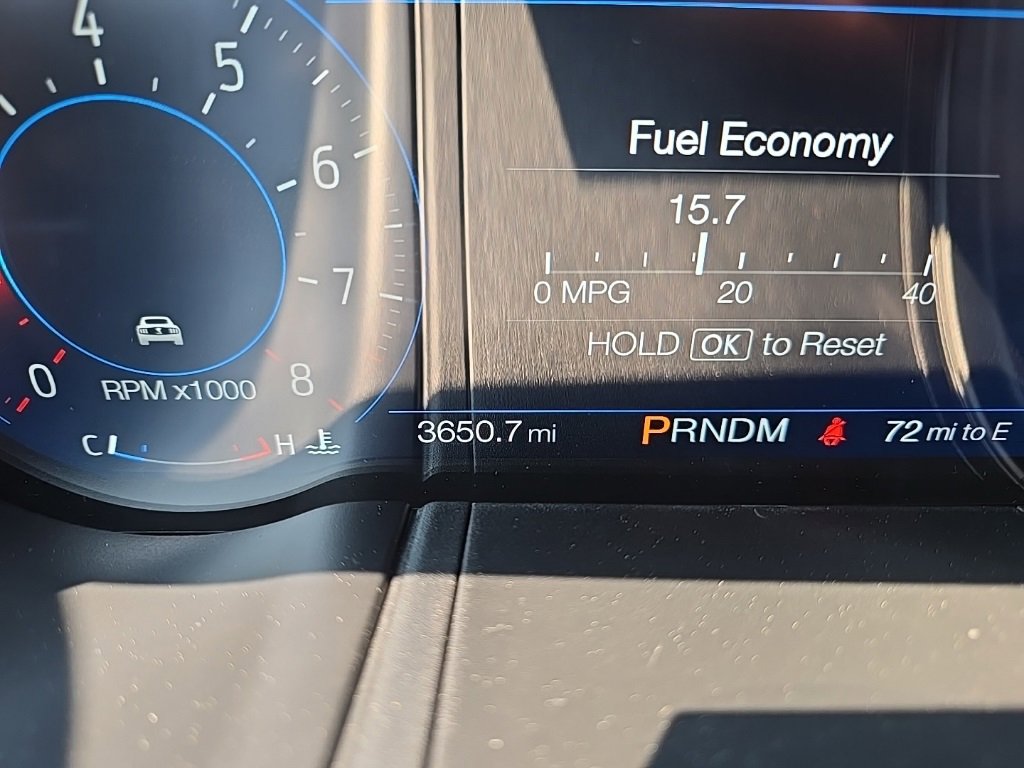 4
5
6
7
8
0
RPM x1000
C H
Fuel Economy
15.7
0 MPG 20 40
HOLD OK to Reset
3650.7 mi PRNDM 72 mi to E